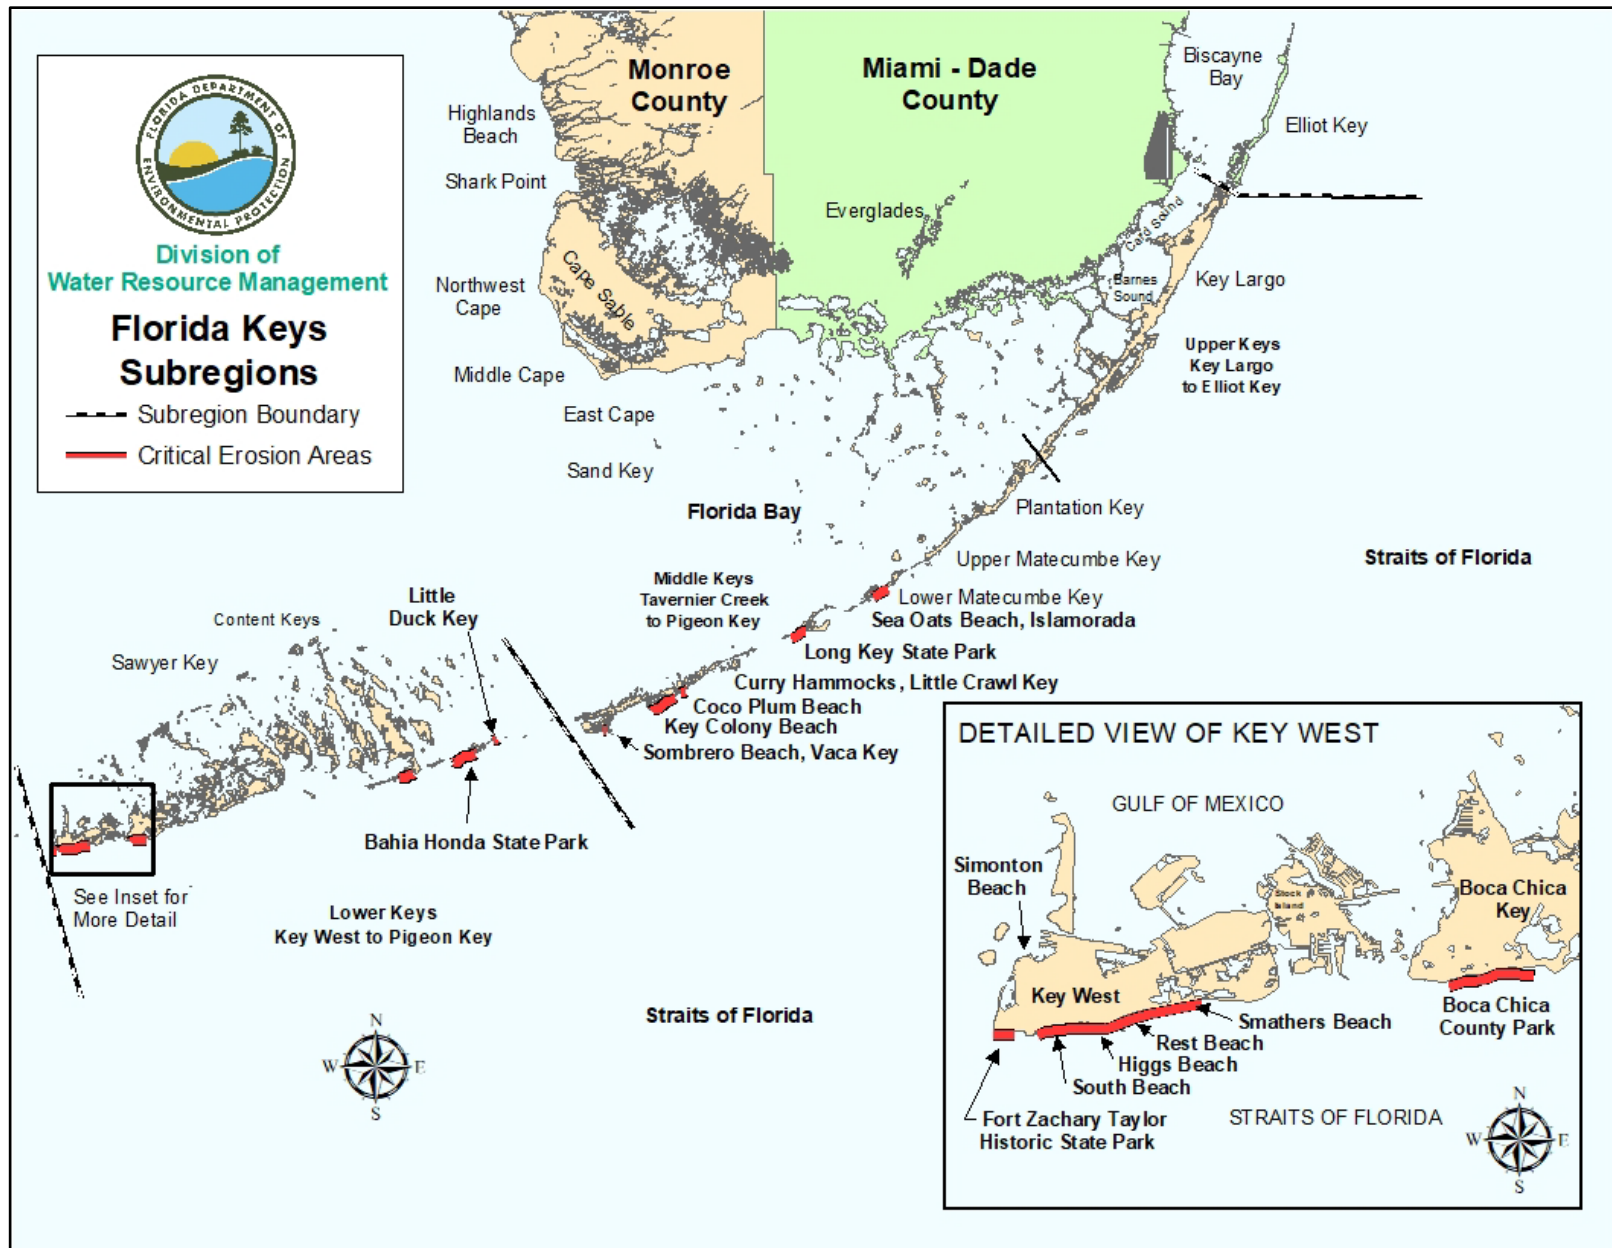 FLORIDA DEPARTMENT OF
ENVIRONMENTAL PROTECTION
Division of
Water Resource Management
Florida Keys
Subregions
Subregion Boundary
Critical Erosion Areas
Monroe
County
Miami - Dade
County
Biscayne
Bay
Elliot Key
Highlands
Beach
Shark Point
Everglades
Card Sound
Cape Sable
Northwest
Cape
Barnes
Sound
Key Largo
Middle Cape
Upper Keys
Key Largo
to Elliot Key
East Cape
Sand Key
Florida Bay
Plantation Key
Upper Matecumbe Key
Straits of Florida
Middle Keys
Tavernier Creek
to Pigeon Key
Lower Matecumbe Key
Sea Oats Beach, Islamorada
Little
Duck Key
Content Keys
Sawyer Key
Long Key State Park
Curry Hammocks, Little Crawl Key
Coco Plum Beach
Key Colony Beach
Sombrero Beach, Vaca Key
Bahia Honda State Park
See Inset for
More Detail
Lower Keys
Key West to Pigeon Key
Straits of Florida
N
W
E
S
DETAILED VIEW OF KEY WEST
GULF OF MEXICO
Simonton
Beach
Stock
Island
Boca Chica
Key
Key West
Boca Chica
County Park
Smathers Beach
Rest Beach
Higgs Beach
South Beach
Fort Zachary Taylor
Historic State Park
STRAITS OF FLORIDA
N
W
E
S